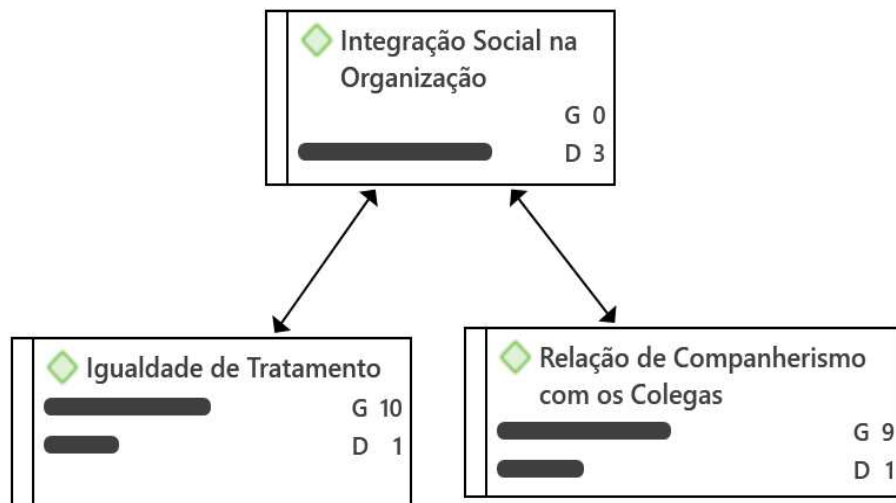 Integração Social na
Organização
G 0
D 3
Igualdade de Tratamento
G 10
D 1
Relação de Companherismo
com os Colegas
G 9
D 1